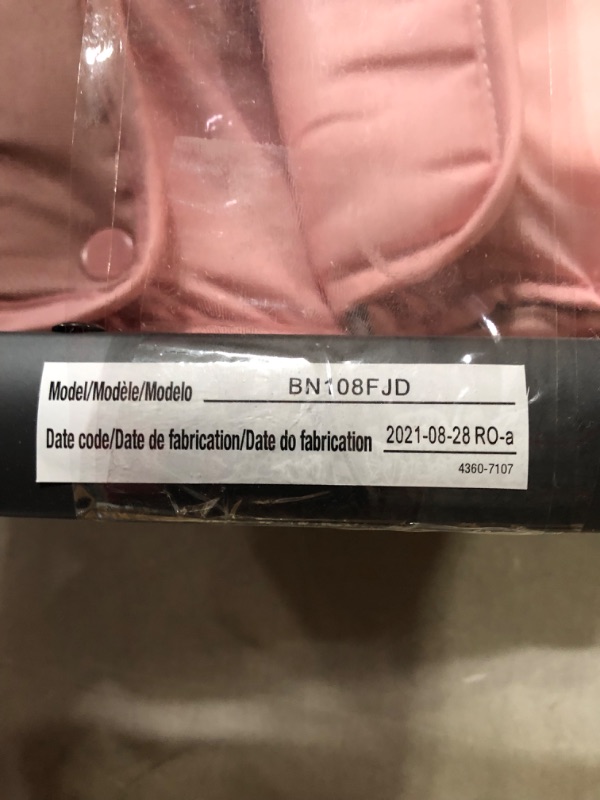 Model/Modèle/Modelo BN108FJD
Date code/Date de fabrication/Date do fabrication 2021-08-28 RO-a
4360-7107